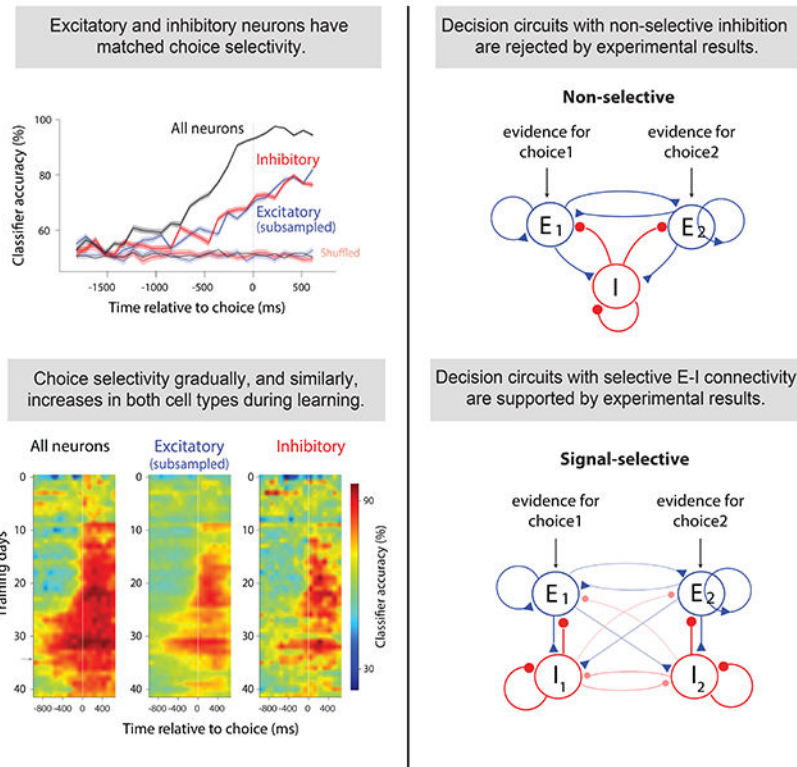 Excitatory and inhibitory neurons have
matched choice selectivity.
100
80
60
Classifier accuracy (%)
All neurons
Inhibitory
Excitatory
(subsampled)
Shuffled
-1500
-1000
-500
0
500
Time relative to choice (ms)
Choice selectivity gradually, and similarly,
increases in both cell types during learning.
All neurons
Excitatory
(subsampled)
Inhibitory
0
10
20
30
40
Training days
90
30
Classifier accuracy (%)
-800 -400 0 400
-800 -400 0 400
-800 -400 0 400
Time relative to choice (ms)
Decision circuits with non-selective inhibition
are rejected by experimental results.
Non-selective
evidence for
choice1
evidence for
choice2
E1
E2
I
Decision circuits with selective E-I connectivity
are supported by experimental results.
Signal-selective
evidence for
choice1
evidence for
choice2
E1
E2
I1
I2